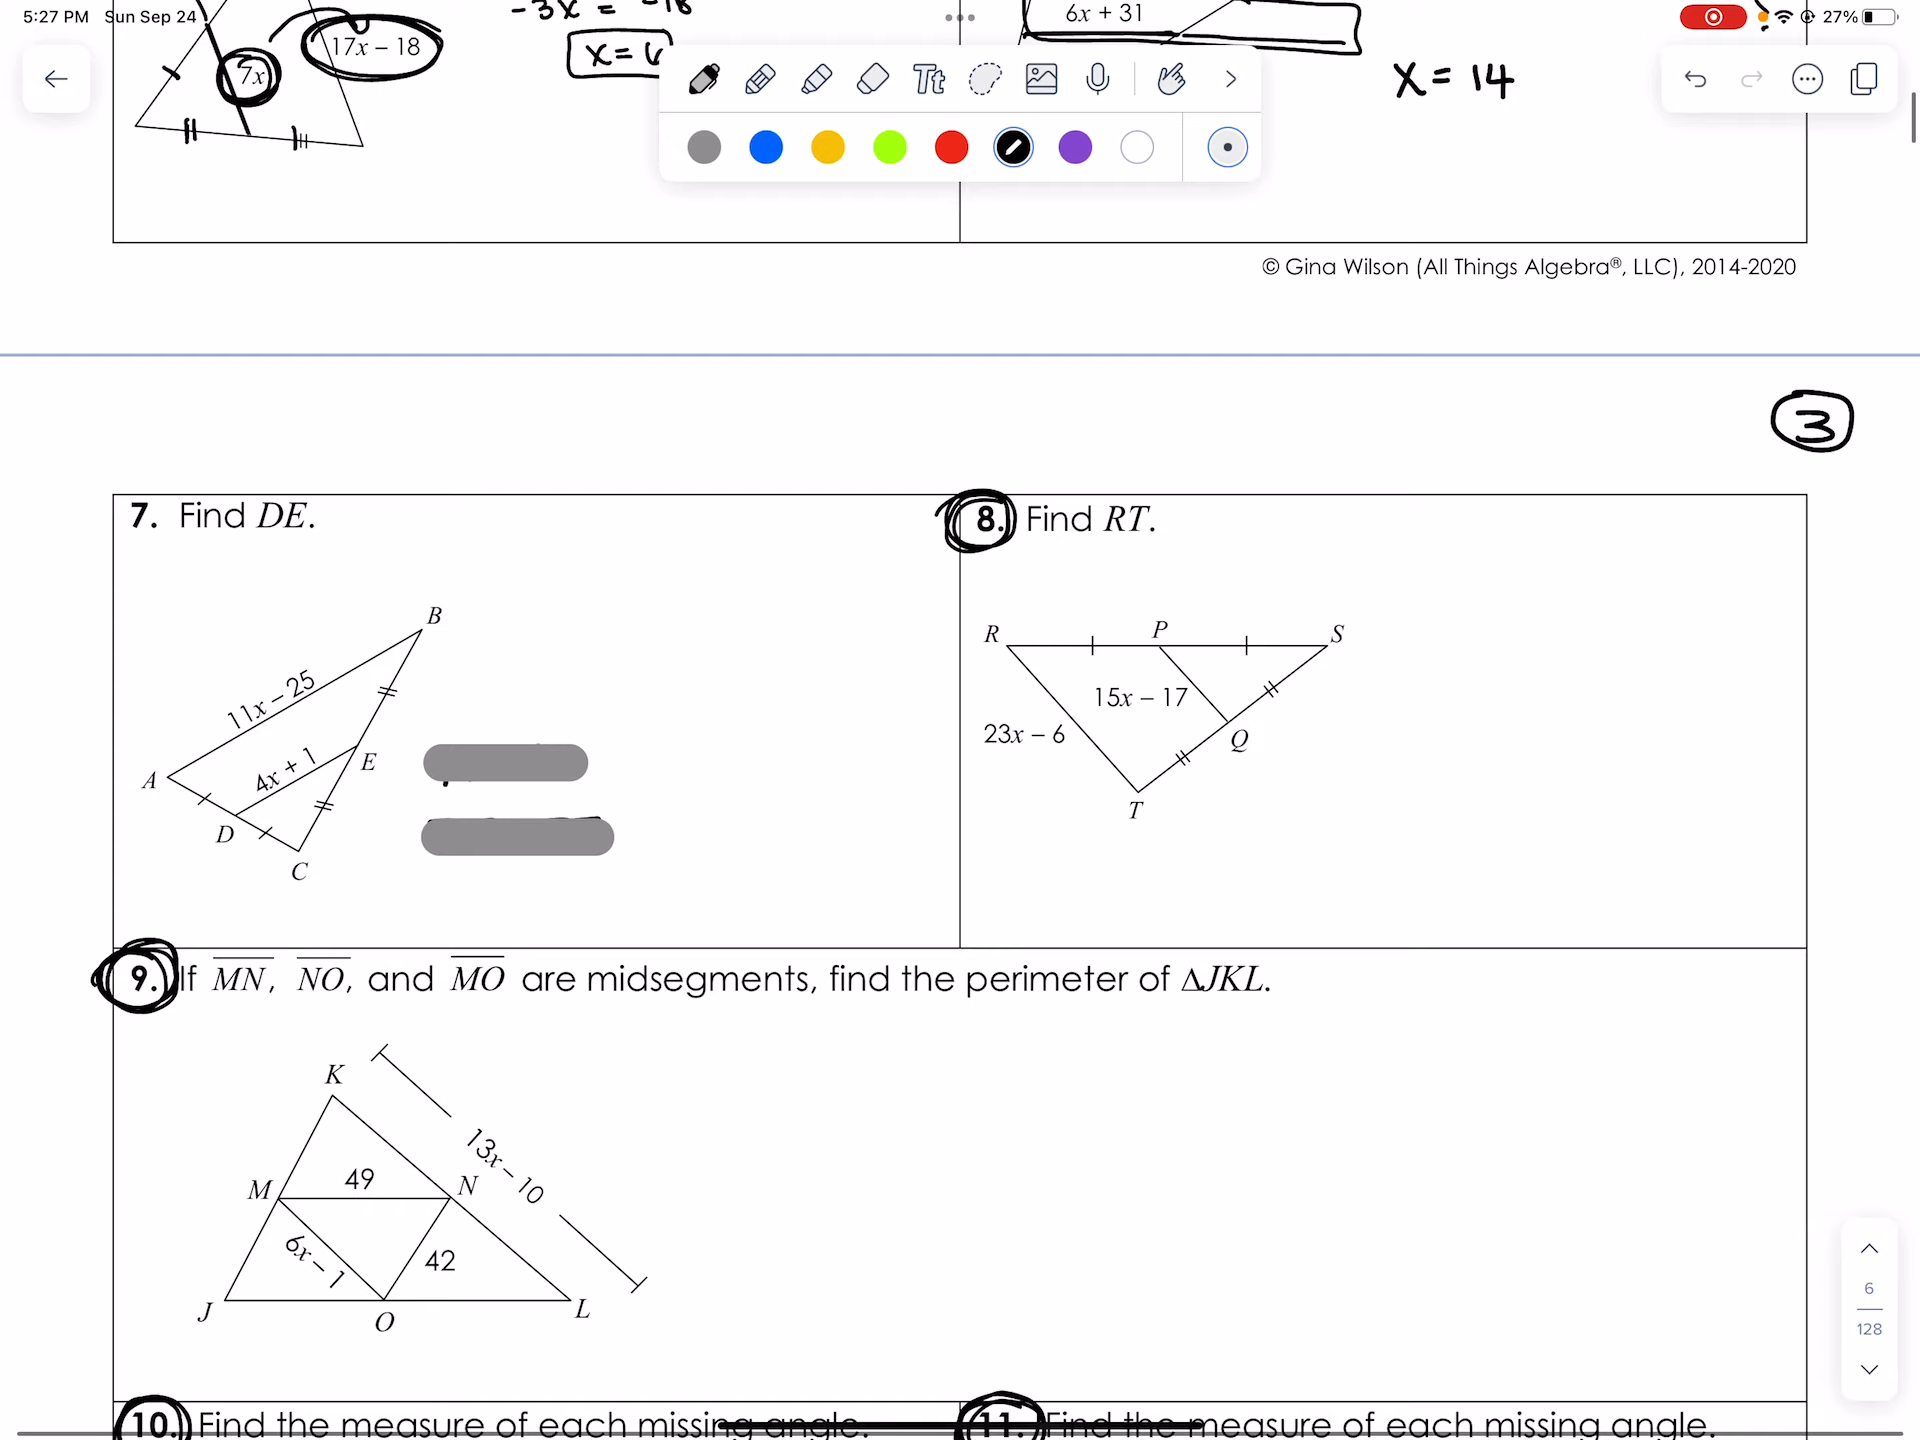 5:27 PM Sun Sep 24
27%
-3x = -18
6x + 31
17x – 18
7x
x = 6
Tt
x = 14
© Gina Wilson (All Things Algebra®, LLC), 2014-2020
3
7. Find DE.
8. Find RT.
B
11x – 25
4x + 1
A
E
D
C
R
P
S
15x – 17
23x – 6
Q
T
9. If MN, NO, and MO are midsegments, find the perimeter of ΔJKL.
K
13x – 10
49
M
N
6x – 1
42
J
O
L
6
128
10. Find the measure of each missing angle.
11. Find the measure of each missing angle.